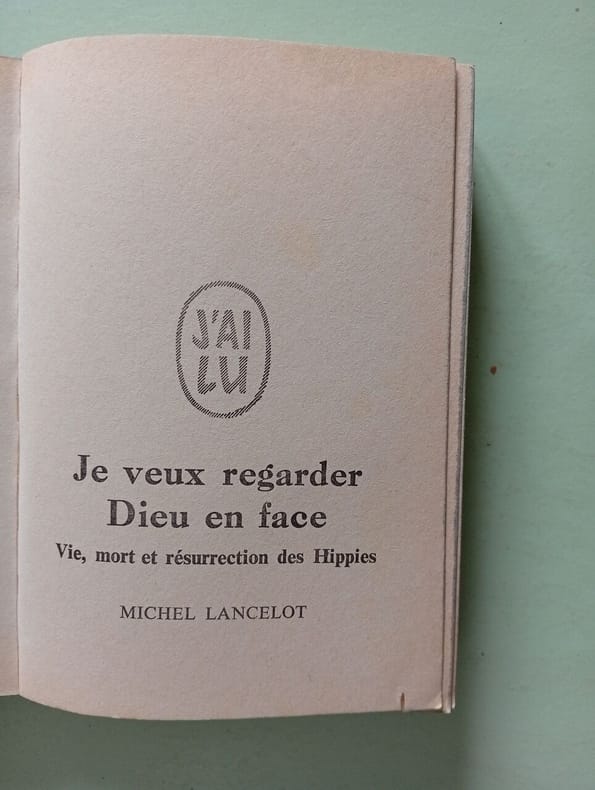 J'AI
LU
Je veux regarder
Dieu en face
Vie, mort et résurrection des Hippies
MICHEL LANCELOT